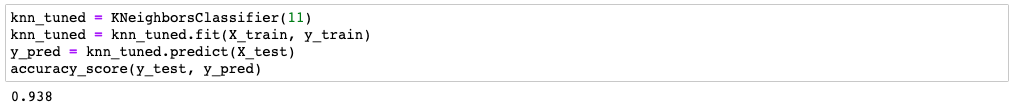 knn_tuned = KNeighborsClassifier(11)
knn_tuned = knn_tuned.fit(X_train, y_train)
y_pred = knn_tuned.predict(X_test)
accuracy_score(y_test, y_pred)
0.938